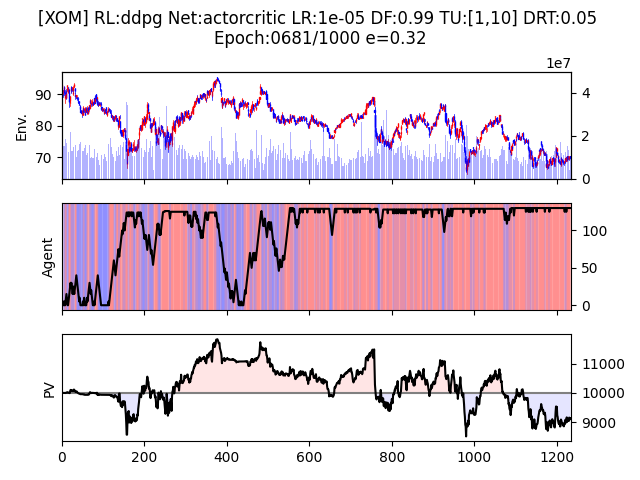 [XOM] RL:ddpg Net:actorcritic LR:1e-05 DF:0.99 TU:[1,10] DRT:0.05
Epoch:0681/1000 e=0.32
1e7
Env.
90
80
70
4
2
0
Agent
100
50
0
PV
11000
10000
9000
0 200 400 600 800 1000 1200